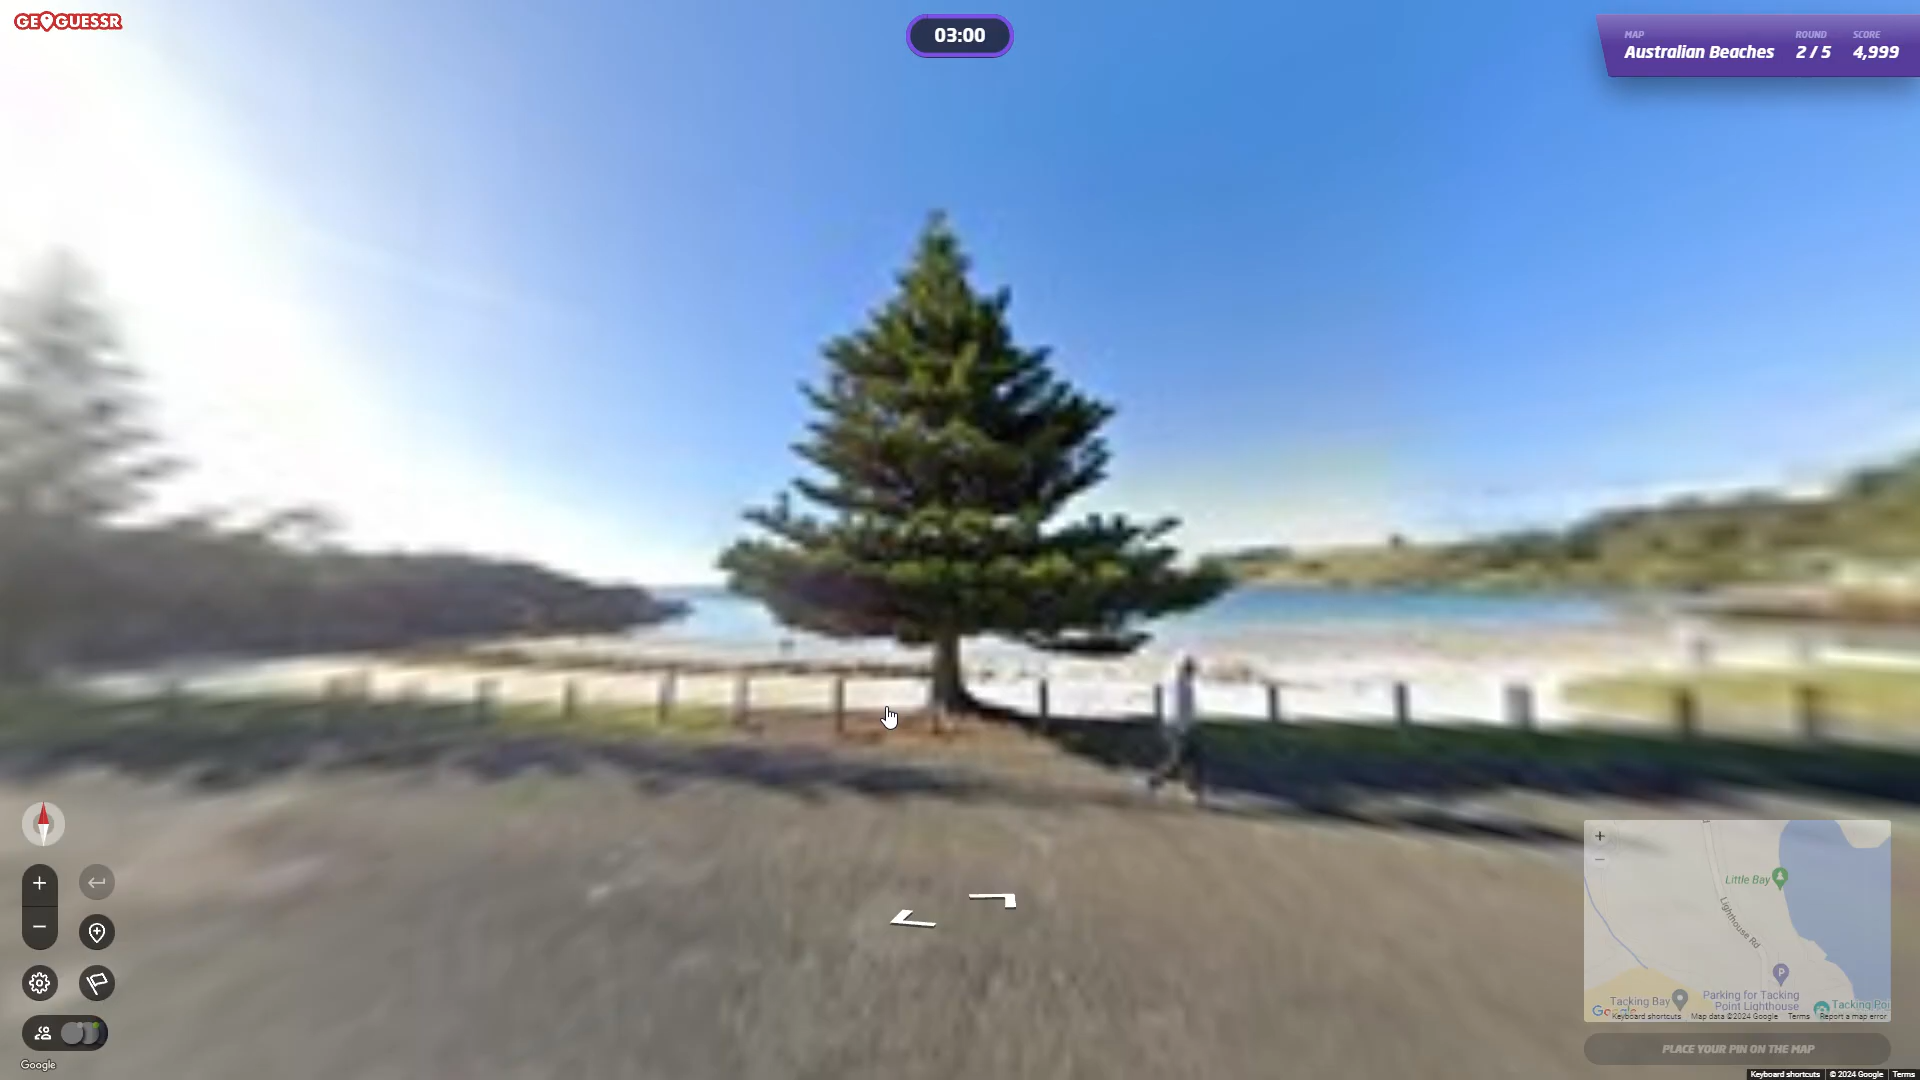 GEOGUESSR
03:00
MAP
Australian Beaches
ROUND
2 / 5
SCORE
4,999
Little Bay
Lighthouse Rd
Tacking Bay
Parking for Tacking
Point Lighthouse
Tacking Poi
Keyboard shortcuts
Map data ©2024 Google
Terms
Report a map error
PLACE YOUR PIN ON THE MAP
Google
Keyboard shortcuts
© 2024 Google
Terms